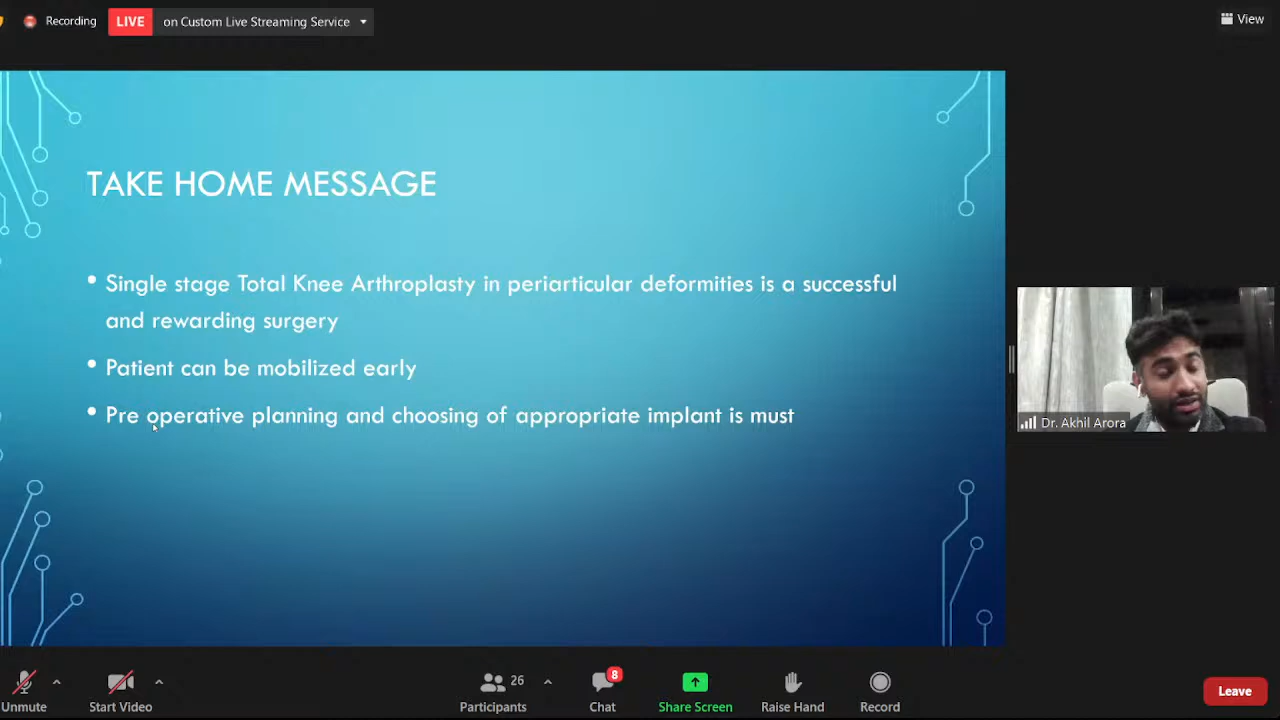 Recording
LIVE on Custom Live Streaming Service
View
TAKE HOME MESSAGE
• Single stage Total Knee Arthroplasty in periarticular deformities is a successful
and rewarding surgery
• Patient can be mobilized early
• Pre operative planning and choosing of appropriate implant is must
Dr. Akhil Arora
Unmute
Start Video
Participants 26
Chat 8
Share Screen
Raise Hand
Record
Leave